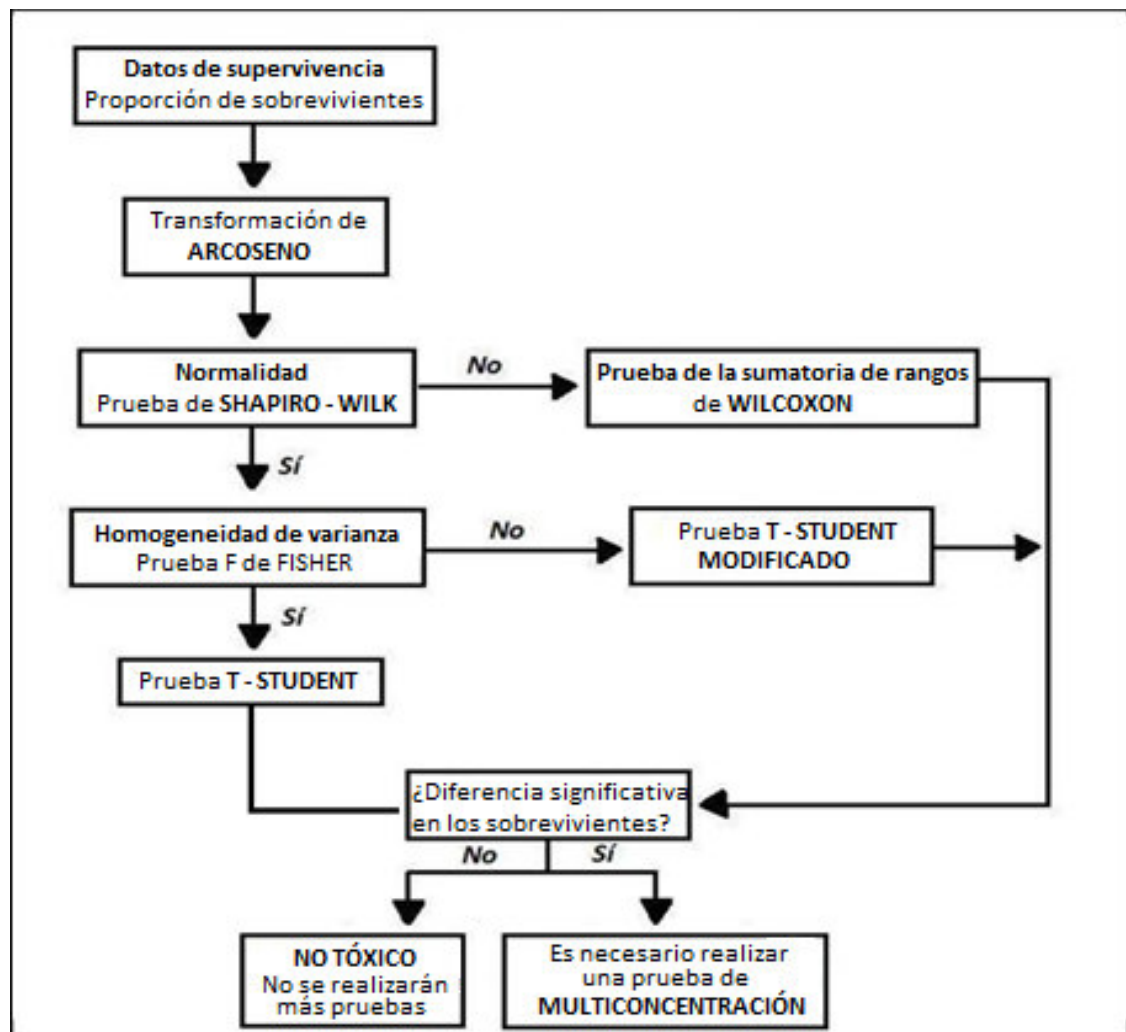 Datos de supervivencia
Proporción de sobrevivientes
Transformación de
ARCOSENO
Normalidad
Prueba de SHAPIRO - WILK
No
Prueba de la sumatoria de rangos
de WILCOXON
Sí
Homogeneidad de varianza
Prueba F de FISHER
No
Prueba T - STUDENT
MODIFICADO
Sí
Prueba T - STUDENT
¿Diferencia significativa
en los sobrevivientes?
No
Sí
NO TÓXICO
No se realizarán
más pruebas
Es necesario realizar
una prueba de
MULTICONCENTRACIÓN